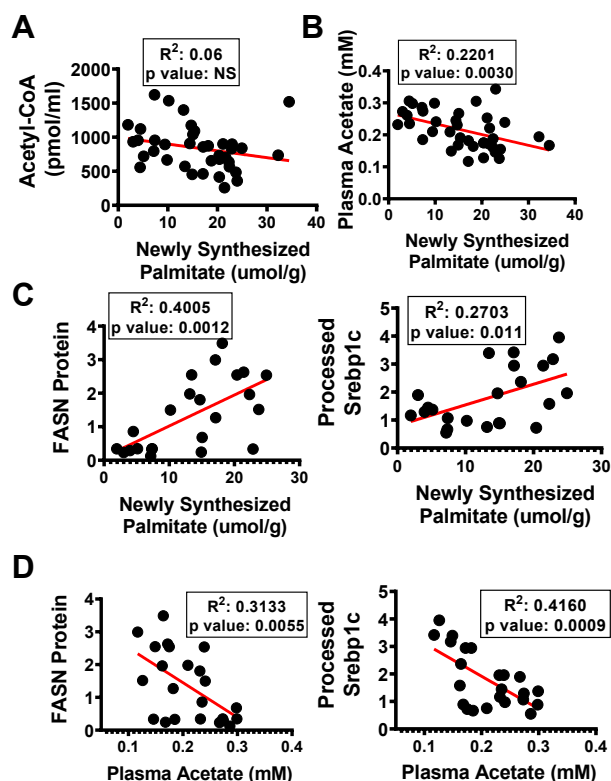 A
R²: 0.06
p value: NS
Acetyl-CoA
(pmol/ml)
2000
1500
1000
500
0
0 10 20 30 40
Newly Synthesized
Palmitate (umol/g)
B
R²: 0.2201
p value: 0.0030
Plasma Acetate (mM)
0.4
0.3
0.2
0.1
0.0
0 10 20 30 40
Newly Synthesized
Palmitate (umol/g)
C
R²: 0.4005
p value: 0.0012
FASN Protein
4
3
2
1
0
0 10 20 30
Newly Synthesized
Palmitate (umol/g)
R²: 0.2703
p value: 0.011
Processed
Srebp1c
5
4
3
2
1
0
0 10 20 30
Newly Synthesized
Palmitate (umol/g)
D
R²: 0.3133
p value: 0.0055
FASN Protein
4
3
2
1
0
0.1 0.2 0.3 0.4
Plasma Acetate (mM)
R²: 0.4160
p value: 0.0009
Processed
Srebp1c
5
4
3
2
1
0
0.1 0.2 0.3 0.4
Plasma Acetate (mM)